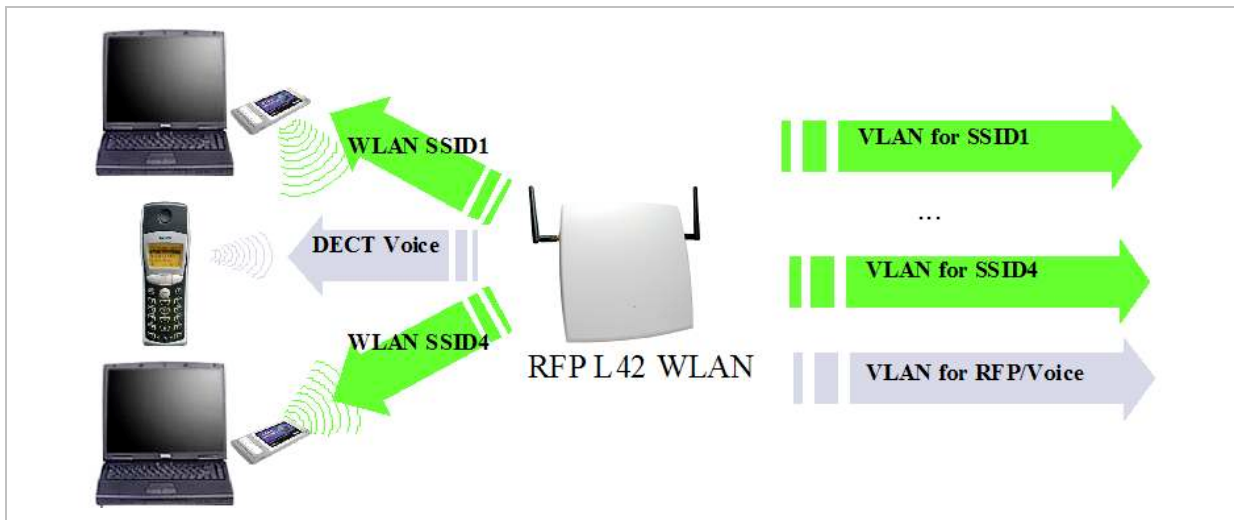 WLAN SSID1
VLAN for SSID1
...
DECT Voice
VLAN for SSID4
WLAN SSID4
RFP L42 WLAN
VLAN for RFP/Voice